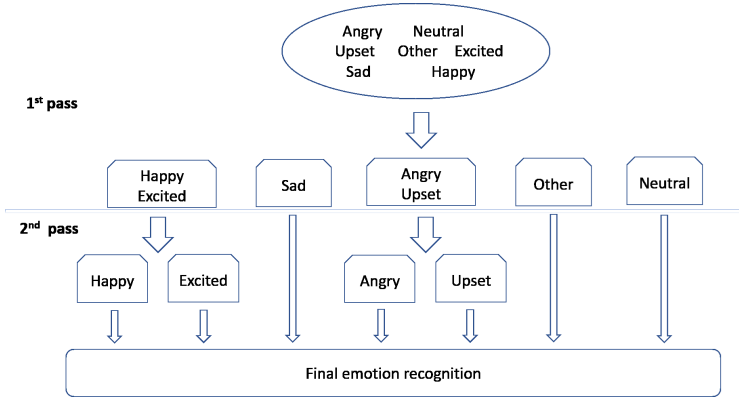 Angry Neutral
Upset Other Excited
Sad Happy
1st pass
Happy
Excited
Sad
Angry
Upset
Other
Neutral
2nd pass
Happy
Excited
Angry
Upset
Final emotion recognition